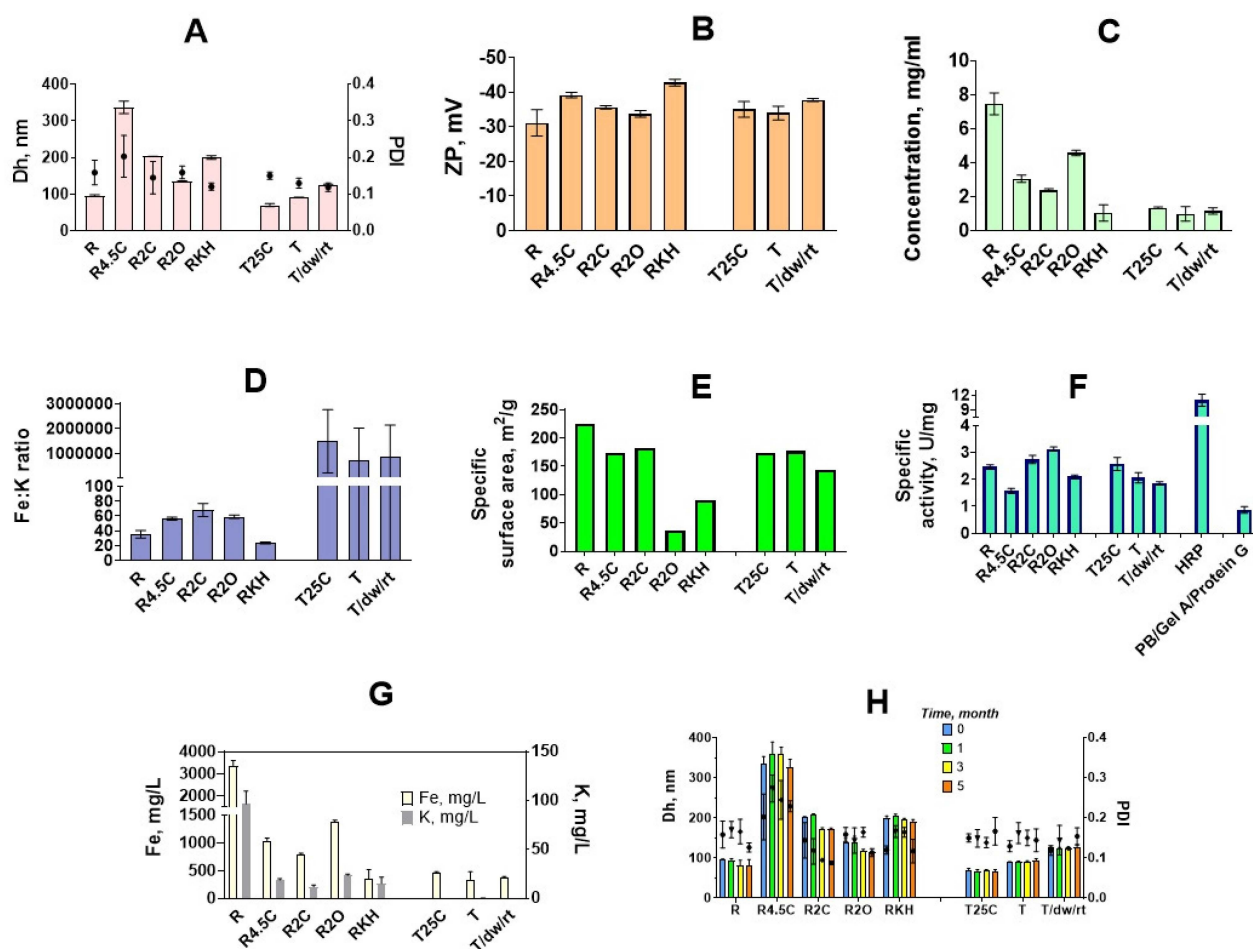 A
Dh, nm
400
300
200
100
0
0.4
0.3
0.2
0.1
0.0
PDI
R
R4.5C
R2C
R2O
RKH
T25C
T
T/dw/rt
B
ZP, mV
-50
-40
-30
-20
-10
0
R
R4.5C
R2C
R2O
RKH
T25C
T
T/dw/rt
C
Concentration, mg/ml
8
6
4
2
0
R
R4.5C
R2C
R2O
RKH
T25C
T
T/dw/rt
D
Fe:K ratio
3000000
2000000
1000000
100
80
60
40
20
0
R
R4.5C
R2C
R2O
RKH
T25C
T
T/dw/rt
E
Specific
surface area, m²/g
250
200
150
100
50
0
R
R4.5C
R2C
R2O
RKH
T25C
T
T/dw/rt
F
Specific
activity, U/mg
12
9
4
3
2
1
0
R
R4.5C
R2C
R2O
RKH
T25C
T
T/dw/rt
HRP
PB/Gel A/Protein G
G
Fe, mg/L
4000
3000
2000
1500
1000
500
0
150
100
50
0
K, mg/L
Fe, mg/L
K, mg/L
R
R4.5C
R2C
R2O
RKH
T25C
T
T/dw/rt
H
Time, month
0
1
3
5
Dh, nm
400
300
200
100
0
0.4
0.3
0.2
0.1
0.0
PDI
R
R4.5C
R2C
R2O
RKH
T25C
T
T/dw/rt